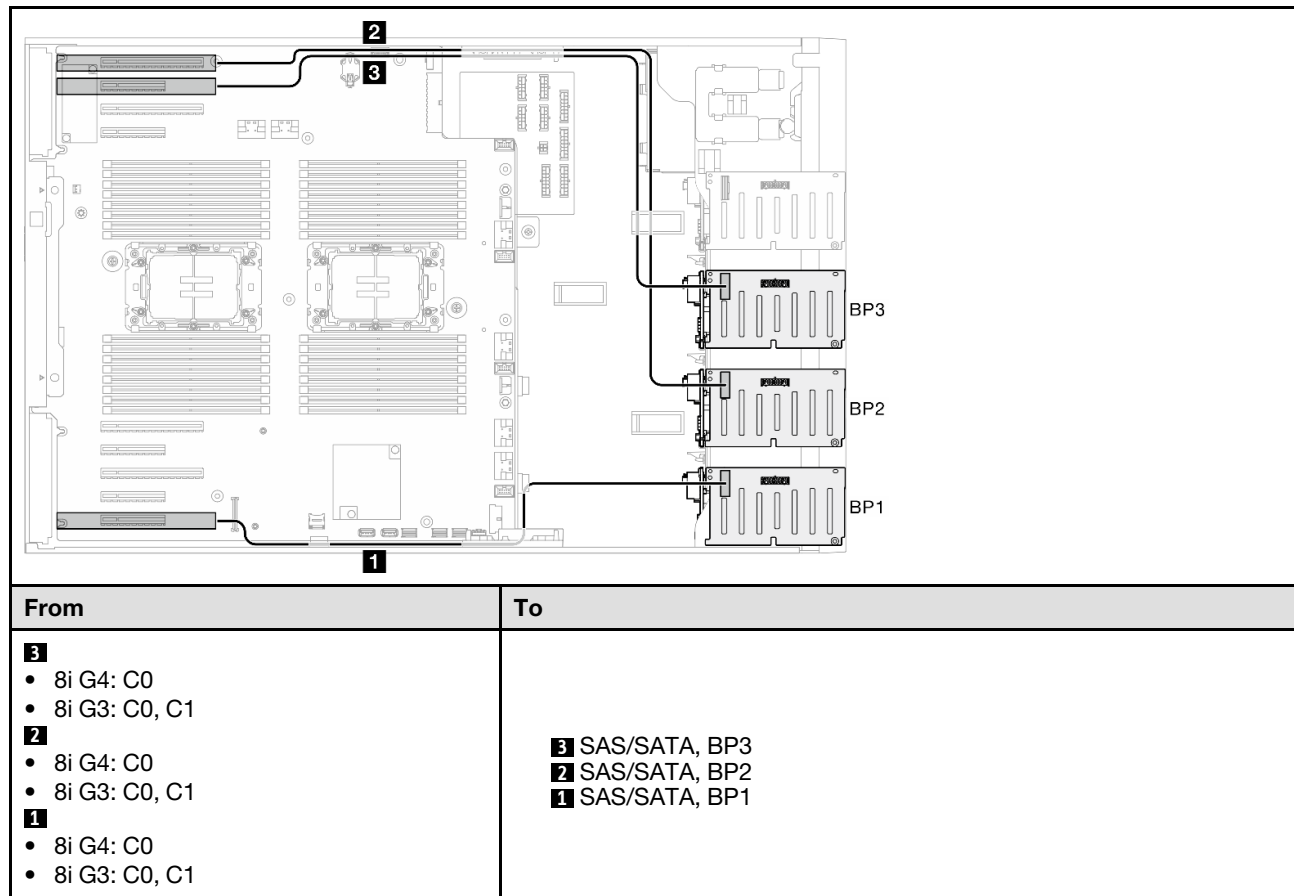 2
3
BP3
BP2
BP1
1
From
To
3
• 8i G4: C0
• 8i G3: C0, C1
2
• 8i G4: C0
• 8i G3: C0, C1
1
• 8i G4: C0
• 8i G3: C0, C1
3 SAS/SATA, BP3
2 SAS/SATA, BP2
1 SAS/SATA, BP1